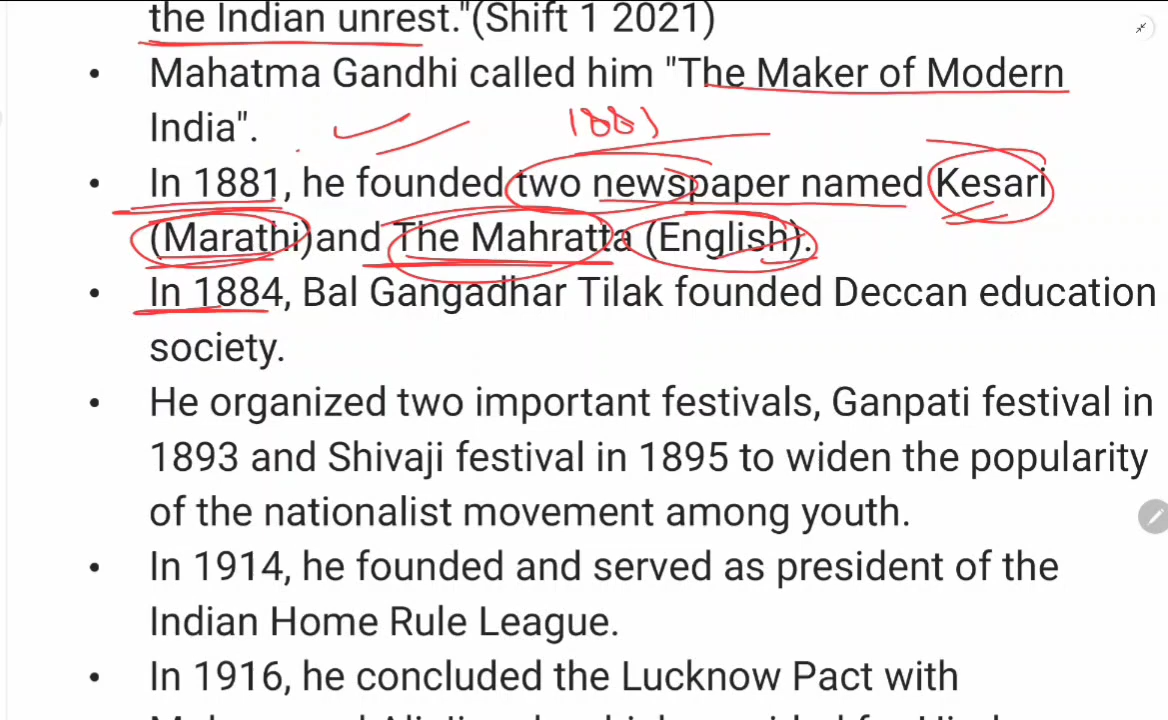 the Indian unrest."(Shift 1 2021)
• Mahatma Gandhi called him "The Maker of Modern
India".
1881
• In 1881, he founded two newspaper named Kesari
(Marathi)and The Mahratta (English).
• In 1884, Bal Gangadhar Tilak founded Deccan education
society.
• He organized two important festivals, Ganpati festival in
1893 and Shivaji festival in 1895 to widen the popularity
of the nationalist movement among youth.
• In 1914, he founded and served as president of the
Indian Home Rule League.
• In 1916, he concluded the Lucknow Pact with